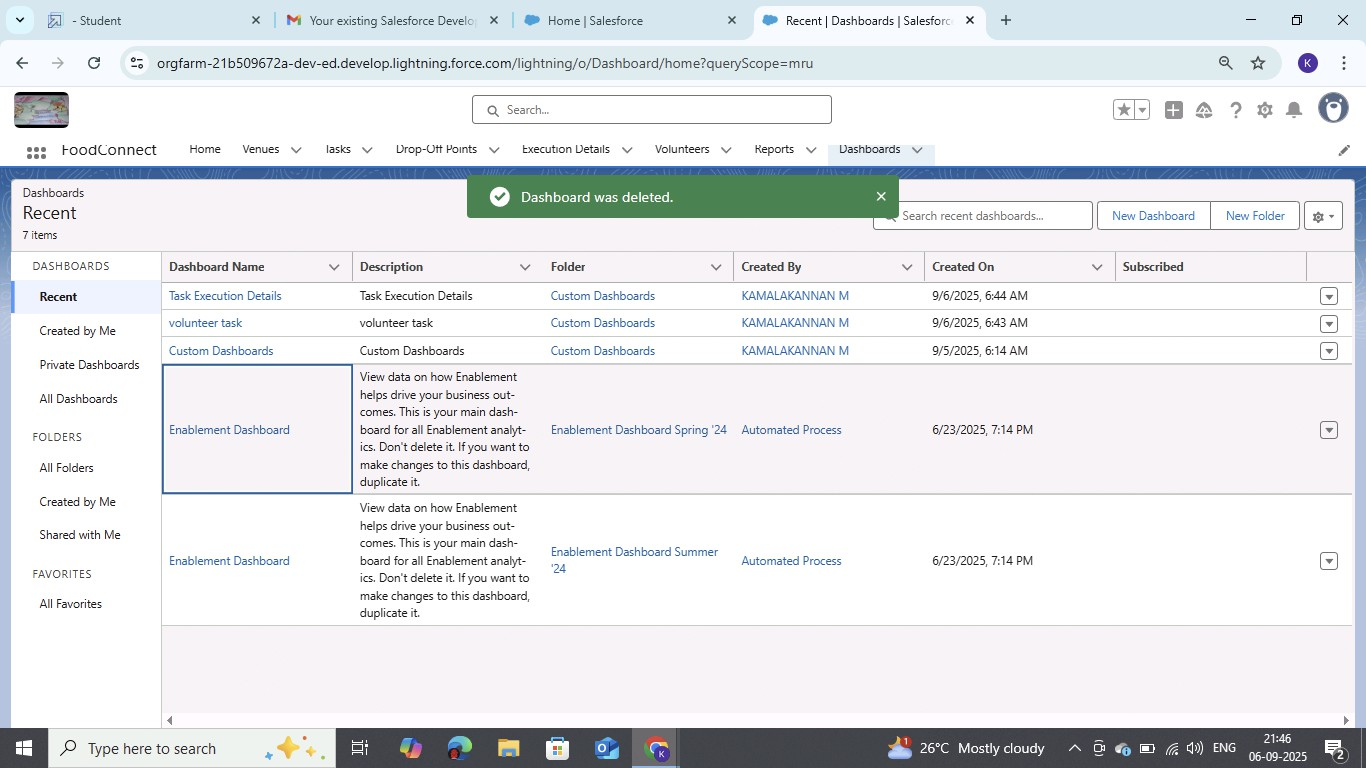 - Student
Your existing Salesforce Develo
Home | Salesforce
Recent | Dashboards | Salesforc
orgfarm-21b509672a-dev-ed.develop.lightning.force.com/lightning/o/Dashboard/home?queryScope=mru
K
Search...
FoodConnect
Home
Venues
Tasks
Drop-Off Points
Execution Details
Volunteers
Reports
Dashboards
Dashboards
Recent
7 items
Dashboard was deleted.
Search recent dashboards...
New Dashboard
New Folder
DASHBOARDS
Recent
Created by Me
Private Dashboards
All Dashboards
FOLDERS
All Folders
Created by Me
Shared with Me
FAVORITES
All Favorites
Dashboard Name Description Folder Created By Created On Subscribed
Task Execution Details Task Execution Details Custom Dashboards KAMALAKANNAN M 9/6/2025, 6:44 AM
volunteer task volunteer task Custom Dashboards KAMALAKANNAN M 9/6/2025, 6:43 AM
Custom Dashboards Custom Dashboards Custom Dashboards KAMALAKANNAN M 9/5/2025, 6:14 AM
Enablement Dashboard
View data on how Enablement
helps drive your business out-
comes. This is your main dash-
board for all Enablement analyt-
ics. Don't delete it. If you want to
make changes to this dashboard,
duplicate it.
Enablement Dashboard Spring '24
Automated Process
6/23/2025, 7:14 PM
Enablement Dashboard
View data on how Enablement
helps drive your business out-
comes. This is your main dash-
board for all Enablement analyt-
ics. Don't delete it. If you want to
make changes to this dashboard,
duplicate it.
Enablement Dashboard Summer
'24
Automated Process
6/23/2025, 7:14 PM
Type here to search
K
1
26°C Mostly cloudy
ENG
21:46
06-09-2025
2